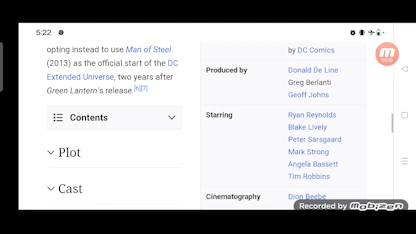 5:22
opting instead to use Man of Steel
(2013) as the official start of the DC
Extended Universe, two years after
Green Lantern's release.[6][7]
Contents
Plot
Cast
by DC Comics
Produced by
Donald De Line
Greg Berlanti
Geoff Johns
Starring
Ryan Reynolds
Blake Lively
Peter Sarsgaard
Mark Strong
Angela Bassett
Tim Robbins
Cinematography
Dion Beebe
Recorded by Mobizen